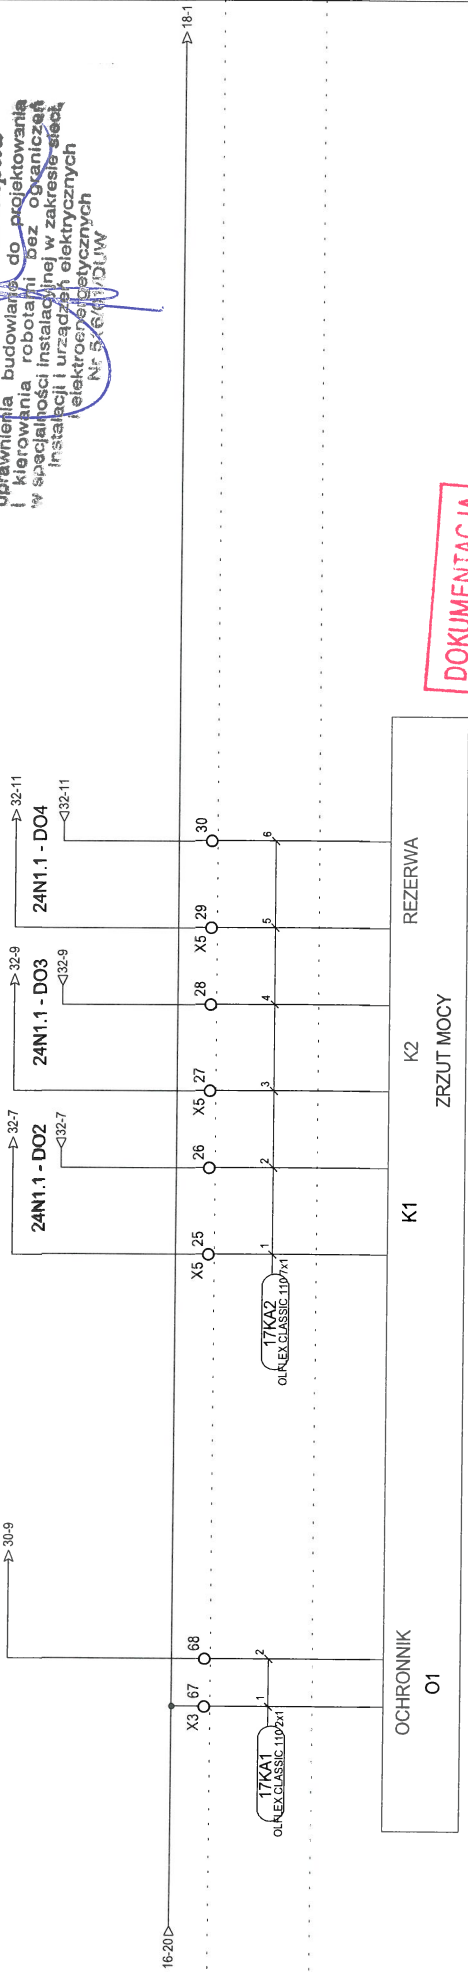 uprawnienia budowlane do projektowania
i kierowania robotami bez ograniczeń
w specjalności instalacyjnej w zakresie sieci,
instalacji i urządzeń elektrycznych
i elektroenergetycznych
DOKUMENTACJA
30-9
32-7
32-9
32-11
24N1.1 - DO2
24N1.1 - DO3
24N1.1 - DO4
32-7
32-9
32-11
16-20
18-1
X3 67
68
X5 25
26
X5 27
28
X5 29
30
1
2
1
2
3
4
5
6
17KA1
OLFLEX CLASSIC 110 2x1
17KA2
OLFLEX CLASSIC 110 7x1
OCHRONNIK
O1
K1
K2
REZERWA
ZRZUT MOCY